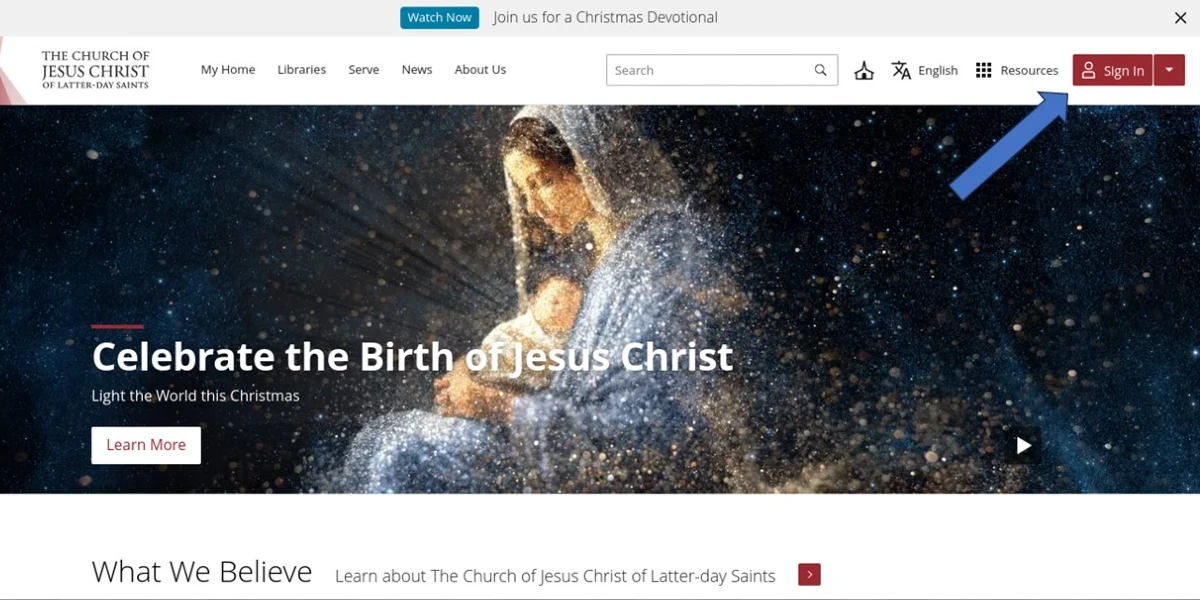 Watch Now Join us for a Christmas Devotional
THE CHURCH OF
JESUS CHRIST
OF LATTER-DAY SAINTS
My Home Libraries Serve News About Us Search English Resources Sign In
Celebrate the Birth of Jesus Christ
Light the World this Christmas
Learn More
What We Believe Learn about The Church of Jesus Christ of Latter-day Saints